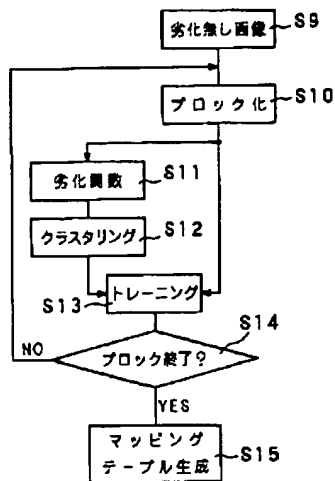 劣化無し画像
S9
ブロック化
S10
劣化関数
S11
クラスタリング
S12
トレーニング
S13
ブロック終了?
S14
NO
YES
マッピング
テーブル生成
S15